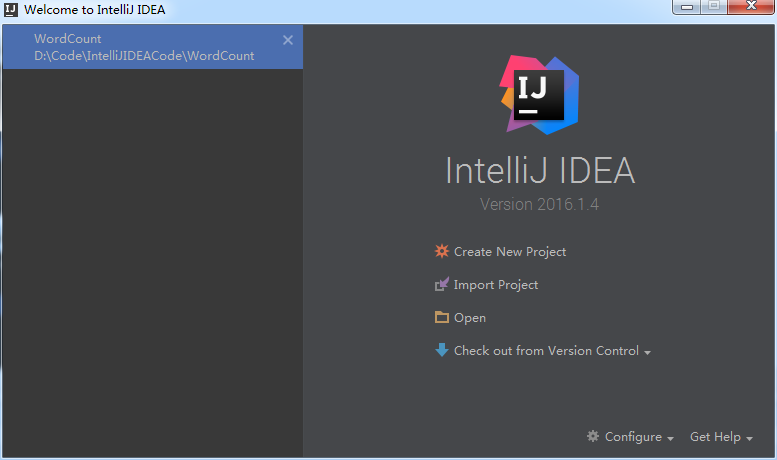 Welcome to IntelliJ IDEA
WordCount
D:\Code\IntelliJIDEACode\WordCount
IJ
IntelliJ IDEA
Version 2016.1.4
Create New Project
Import Project
Open
Check out from Version Control
Configure
Get Help